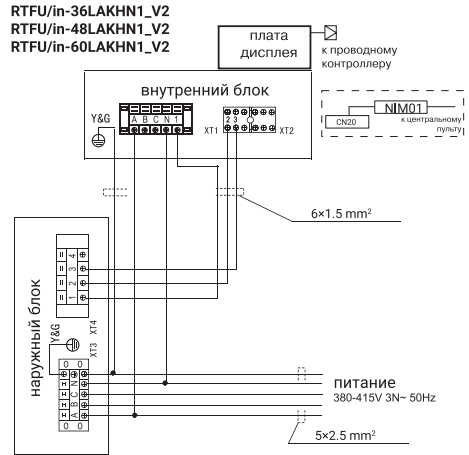 RTFU/in-36LAKHN1_V2
RTFU/in-48LAKHN1_V2
RTFU/in-60LAKHN1_V2
плата
дисплея
к проводному
контроллеру
внутренний блок
Y&G
A B C N 1
2 3
XT1
XT2
NIM01
CN20
к центральному
пульту
6×1.5 mm²
наружный блок
4
3
2
1
Y&G
XT4
XT3
N
C
B
A
питание
380-415V 3N~ 50Hz
5×2.5 mm²